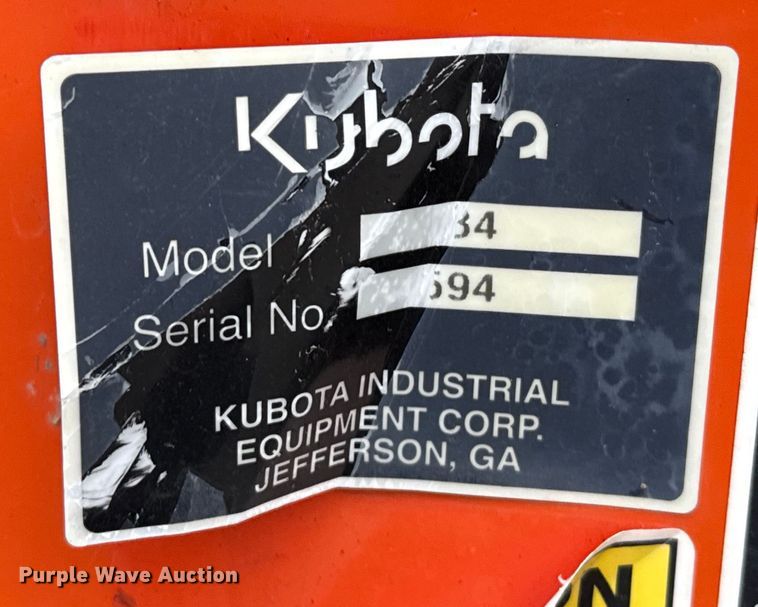 Kubota
Model 34
Serial No. 594
KUBOTA INDUSTRIAL
EQUIPMENT CORP.
JEFFERSON, GA
Purple Wave Auction